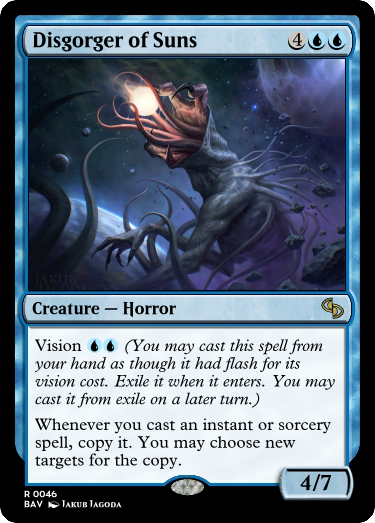 Disgorger of Suns 4
JAKUB
Creature — Horror
Vision (You may cast this spell from
your hand as though it had flash for its
vision cost. Exile it when it enters. You may
cast it from exile on a later turn.)
Whenever you cast an instant or sorcery
spell, copy it. You may choose new
targets for the copy.
4/7
R 0046
BAV JAKUB JAGODA